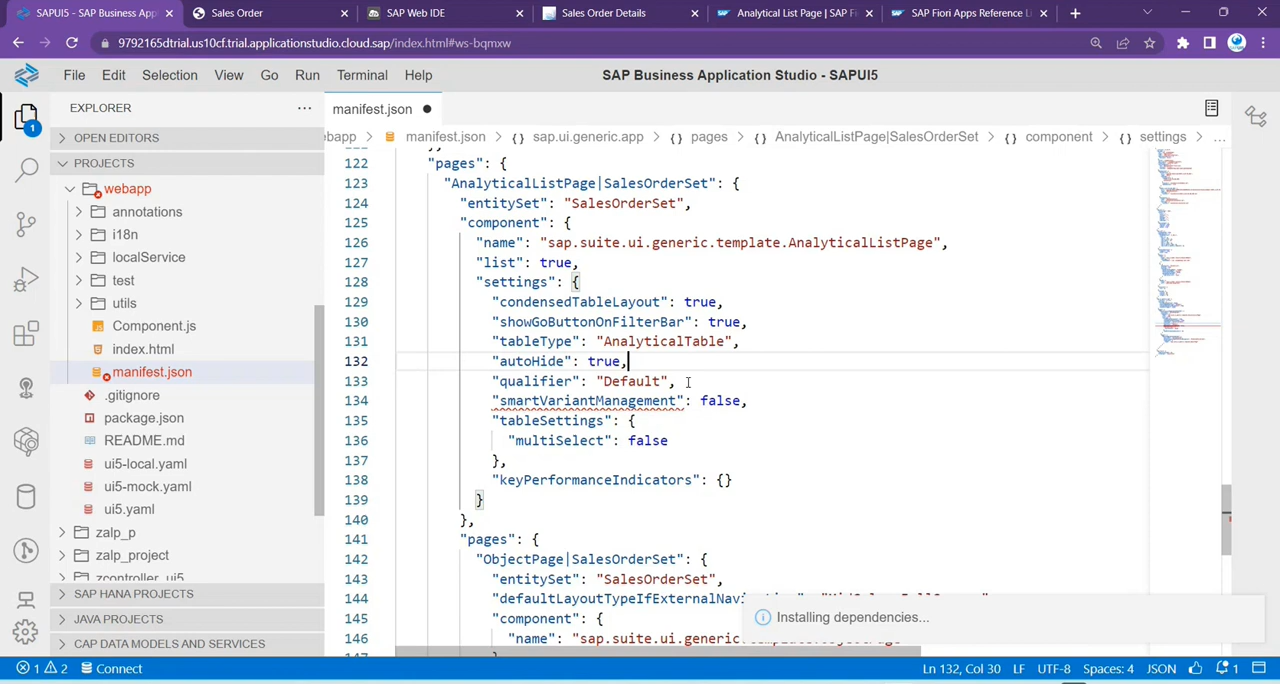 SAPUI5 - SAP Business App
Sales Order
SAP Web IDE
Sales Order Details
Analytical List Page | SAP Fi
SAP Fiori Apps Reference Li
9792165dtrial.us10cf.trial.applicationstudio.cloud.sap/index.html#ws-bqmxw
File Edit Selection View Go Run Terminal Help
SAP Business Application Studio - SAPUI5
EXPLORER
manifest.json
OPEN EDITORS
PROJECTS
webapp
annotations
i18n
localService
test
utils
Component.js
index.html
manifest.json
.gitignore
package.json
README.md
ui5-local.yaml
ui5-mock.yaml
ui5.yaml
zalp_p
zalp_project
zcontroller_ui5
SAP HANA PROJECTS
JAVA PROJECTS
CAP DATA MODELS AND SERVICES
1
ebapp > manifest.json > {} sap.ui.generic.app > {} pages > {} AnalyticalListPage|SalesOrderSet > {} component > {} settings > ...
122 "pages": {
123 "AnalyticalListPage|SalesOrderSet": {
124 "entitySet": "SalesOrderSet",
125 "component": {
126 "name": "sap.suite.ui.generic.template.AnalyticalListPage",
127 "list": true,
128 "settings": {
129 "condensedTableLayout": true,
130 "showGoButtonOnFilterBar": true,
131 "tableType": "AnalyticalTable",
132 "autoHide": true,
133 "qualifier": "Default",
134 "smartVariantManagement": false,
135 "tableSettings": {
136 "multiSelect": false
137 },
138 "keyPerformanceIndicators": {}
139 }
140 },
141 "pages": {
142 "ObjectPage|SalesOrderSet": {
143 "entitySet": "SalesOrderSet",
144 "defaultLayoutTypeIfExternalNavi
145 "component": {
146 "name": "sap.suite.ui.generic
Installing dependencies...
1 2 Connect
Ln 132, Col 30 LF UTF-8 Spaces: 4 JSON 1